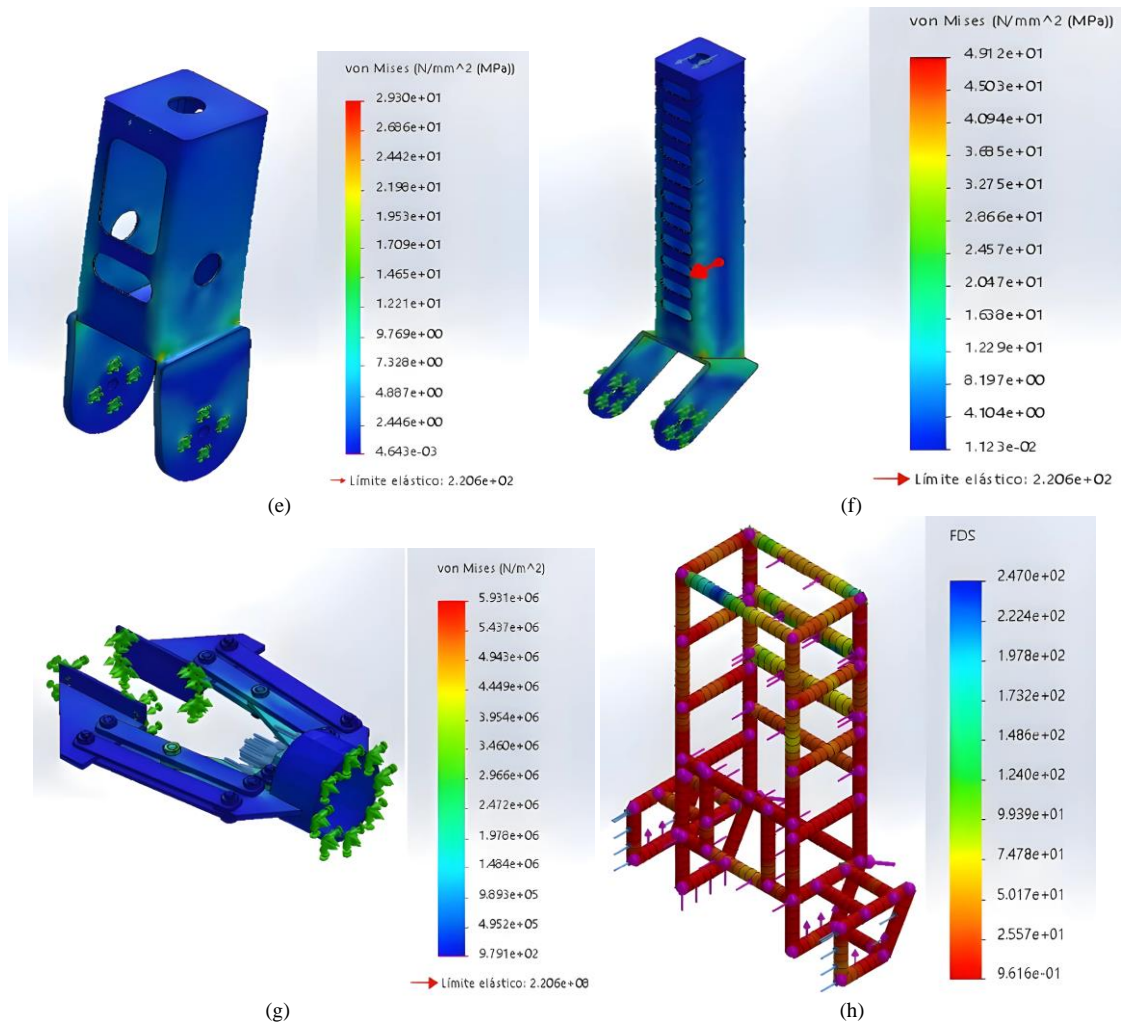 von Mises (N/mm^2 (MPa))
2.930e+01
2.686e+01
2.442e+01
2.198e+01
1.953e+01
1.709e+01
1.465e+01
1.221e+01
9.769e+00
7.328e+00
4.887e+00
2.446e+00
4.643e-03
Límite elástico: 2.206e+02
(e)
von Mises (N/mm^2 (MPa))
4.912e+01
4.503e+01
4.094e+01
3.685e+01
3.275e+01
2.866e+01
2.457e+01
2.047e+01
1.638e+01
1.229e+01
8.197e+00
4.104e+00
1.123e-02
Límite elástico: 2.206e+02
(f)
von Mises (N/m^2)
5.931e+06
5.437e+06
4.943e+06
4.449e+06
3.954e+06
3.460e+06
2.966e+06
2.472e+06
1.978e+06
1.484e+06
9.893e+05
4.952e+05
9.791e+02
Límite elástico: 2.206e+08
(g)
FDS
2.470e+02
2.224e+02
1.978e+02
1.732e+02
1.486e+02
1.240e+02
9.939e+01
7.478e+01
5.017e+01
2.557e+01
9.616e-01
(h)